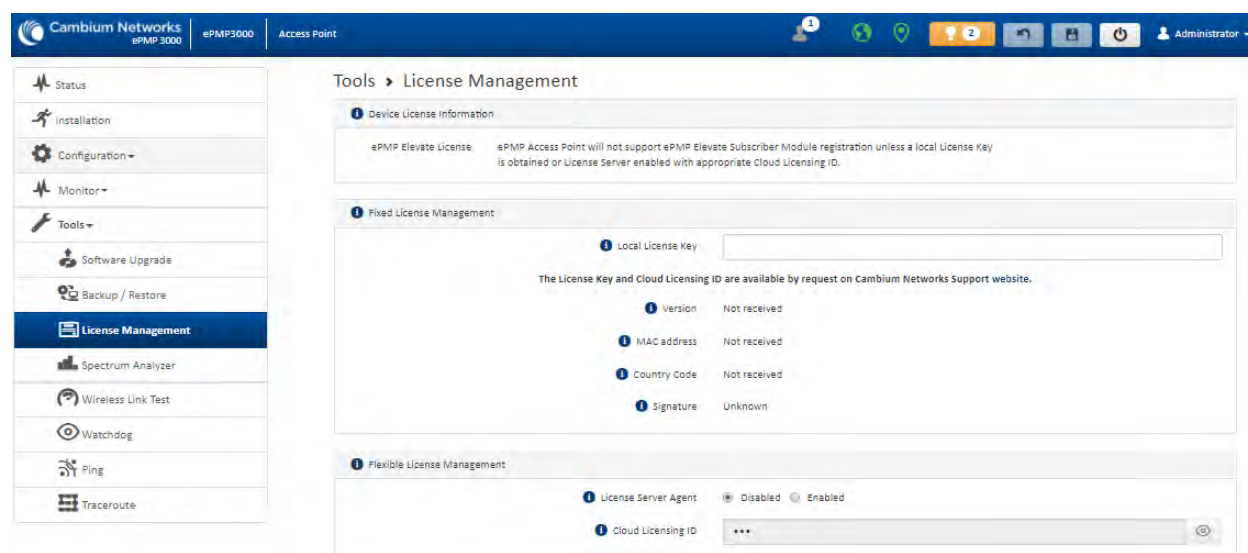 Cambium Networks
ePMP 3000
ePMP3000
Access Point
1
2
Administrator
Status
Installation
Configuration
Monitor
Tools
Software Upgrade
Backup / Restore
License Management
Spectrum Analyzer
Wireless Link Test
Watchdog
Ping
Traceroute
Tools > License Management
Device License Information
ePMP Elevate License
ePMP Access Point will not support ePMP Elevate Subscriber Module registration unless a local License Key
is obtained or License Server enabled with appropriate Cloud Licensing ID.
Fixed License Management
Local License Key
The License Key and Cloud Licensing ID are available by request on Cambium Networks Support website.
Version Not received
MAC address Not received
Country Code Not received
Signature Unknown
Flexible License Management
License Server Agent Disabled Enabled
Cloud Licensing ID •••